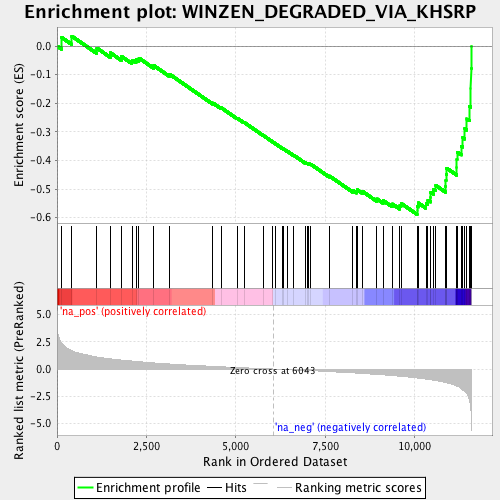 Enrichment plot: WINZEN_DEGRADED_VIA_KHSRP
Enrichment score (ES)
0.0
-0.1
-0.2
-0.3
-0.4
-0.5
-0.6
'na_pos' (positively correlated)
Ranked list metric (PreRanked)
5.0
2.5
0.0
-2.5
-5.0
Zero cross at 6043
'na_neg' (negatively correlated)
0
2,500
5,000
7,500
10,000
Rank in Ordered Dataset
Enrichment profile
Hits
Ranking metric scores